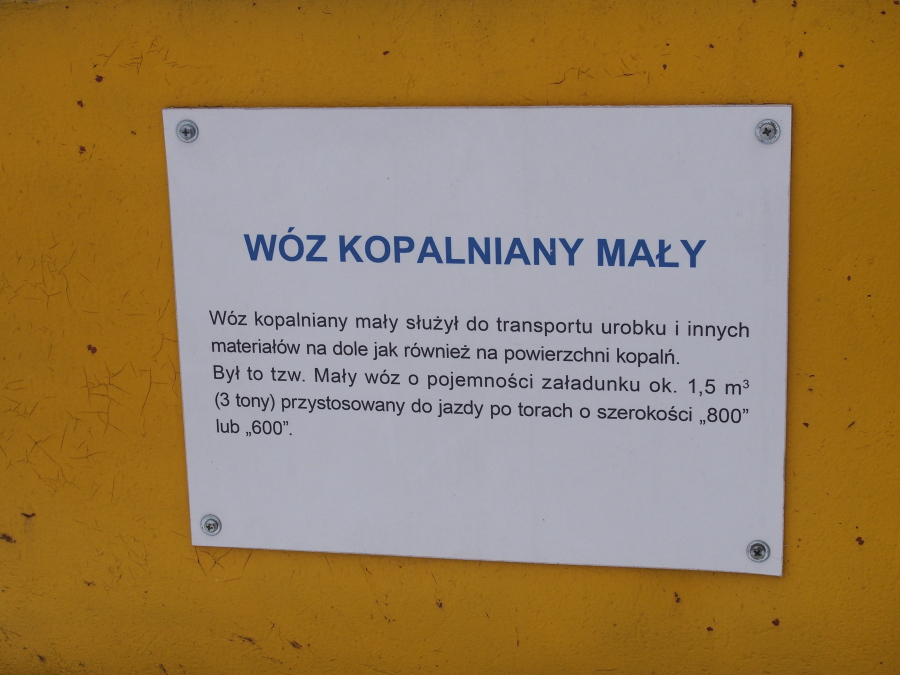 WÓZ KOPALNIANY MAŁY
Wóz kopalniany mały służył do transportu urobku i innych
materiałów na dole jak również na powierzchni kopalń.
Był to tzw. Mały wóz o pojemności załadunku ok. 1,5 m³
(3 tony) przystosowany do jazdy po torach o szerokości „800”
lub „600”.